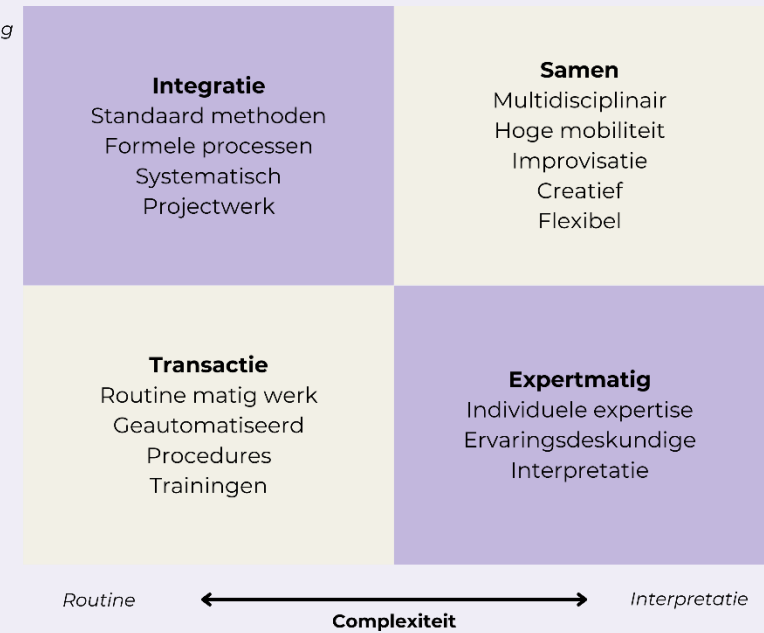 g
Integratie
Standaard methoden
Formele processen
Systematisch
Projectwerk
Samen
Multidisciplinair
Hoge mobiliteit
Improvisatie
Creatief
Flexibel
Transactie
Routine matig werk
Geautomatiseerd
Procedures
Trainingen
Expertmatig
Individuele expertise
Ervaringsdeskundige
Interpretatie
Routine
Interpretatie
Complexiteit